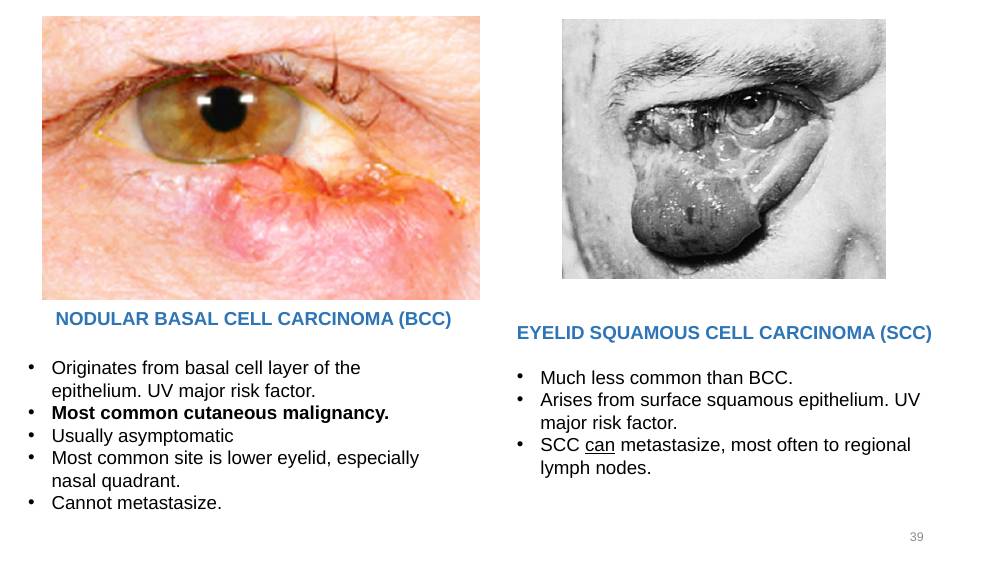 NODULAR BASAL CELL CARCINOMA (BCC)
• Originates from basal cell layer of the
epithelium. UV major risk factor.
• Most common cutaneous malignancy.
• Usually asymptomatic
• Most common site is lower eyelid, especially
nasal quadrant.
• Cannot metastasize.
EYELID SQUAMOUS CELL CARCINOMA (SCC)
• Much less common than BCC.
• Arises from surface squamous epithelium. UV
major risk factor.
• SCC can metastasize, most often to regional
lymph nodes.
39